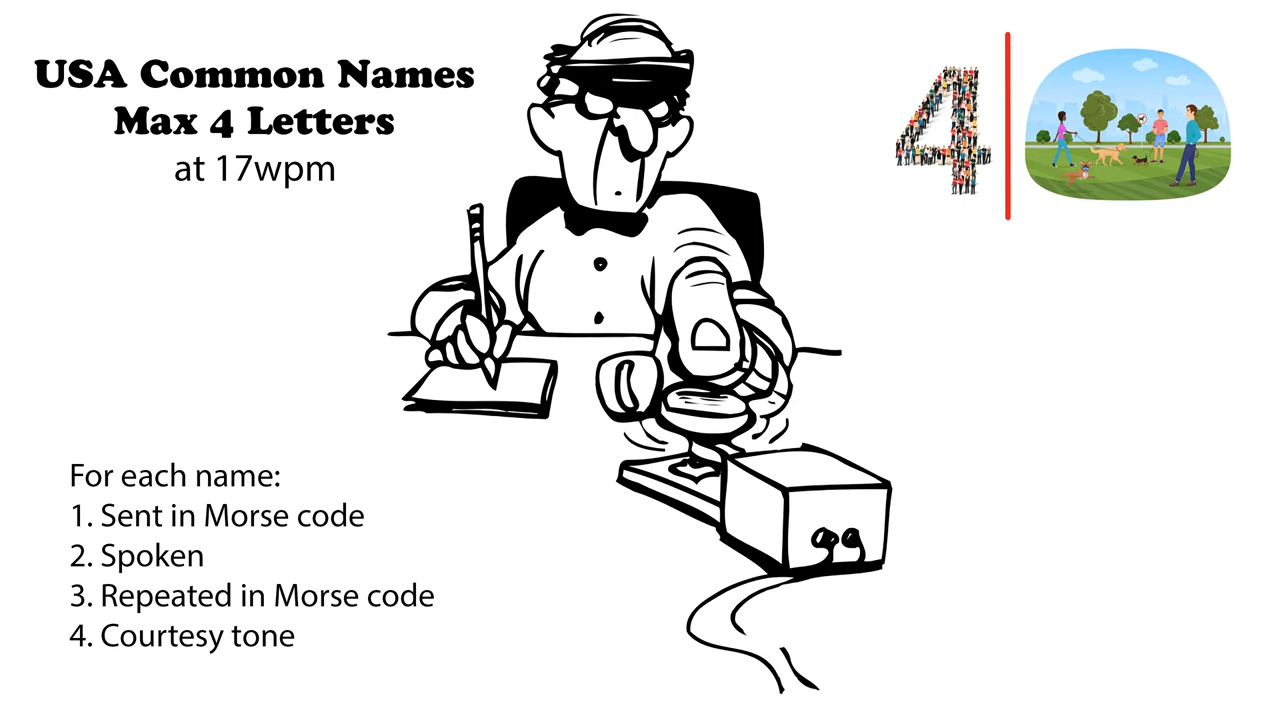 USA Common Names
Max 4 Letters
at 17wpm
4
For each name:
1. Sent in Morse code
2. Spoken
3. Repeated in Morse code
4. Courtesy tone